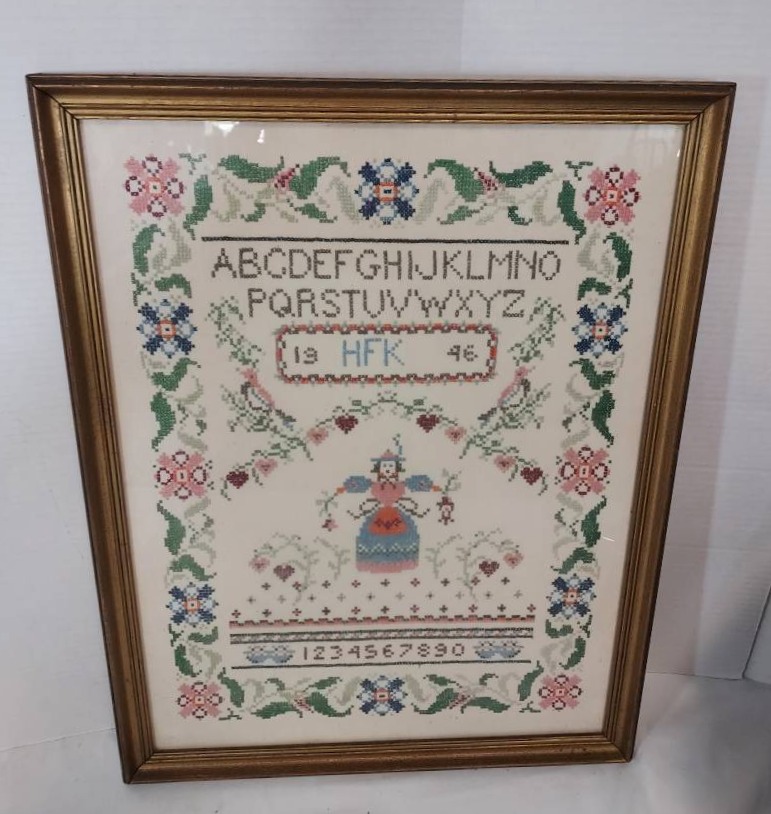 ABCDEFGHIJKLMNO
PQRSTUVWXYZ
19 HFK 46
1234567890